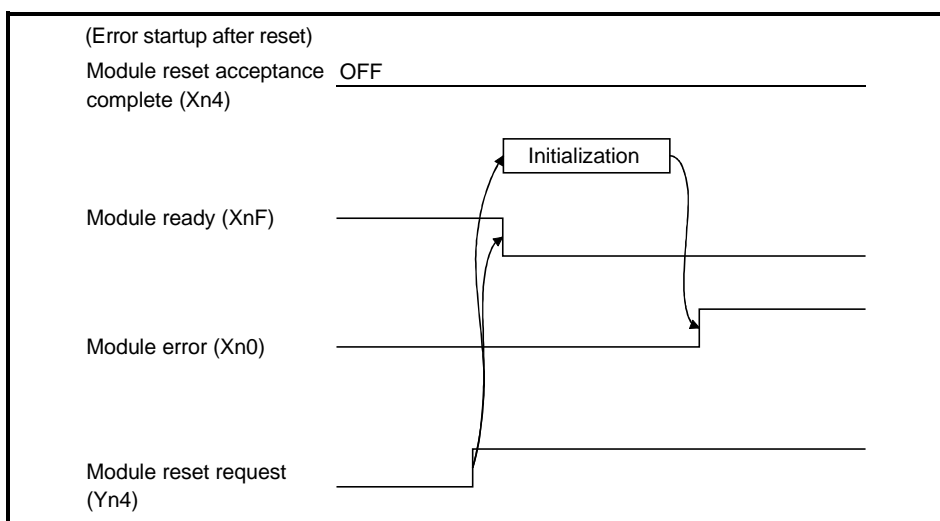 (Error startup after reset)
Module reset acceptance OFF
complete (Xn4)
Initialization
Module ready (XnF)
Module error (Xn0)
Module reset request
(Yn4)